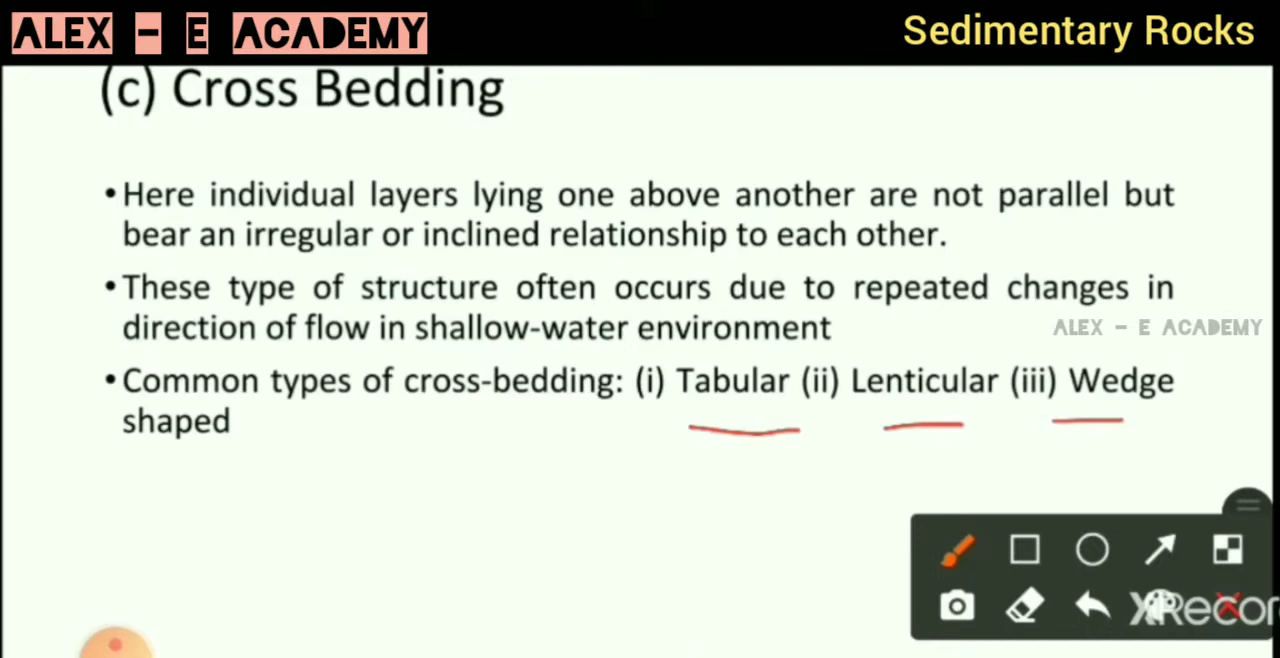 ALEX - E ACADEMY
Sedimentary Rocks
(c) Cross Bedding
•Here individual layers lying one above another are not parallel but
bear an irregular or inclined relationship to each other.
•These type of structure often occurs due to repeated changes in
direction of flow in shallow-water environment
ALEX - E ACADEMY
•Common types of cross-bedding: (i) Tabular (ii) Lenticular (iii) Wedge
shaped
XRecor